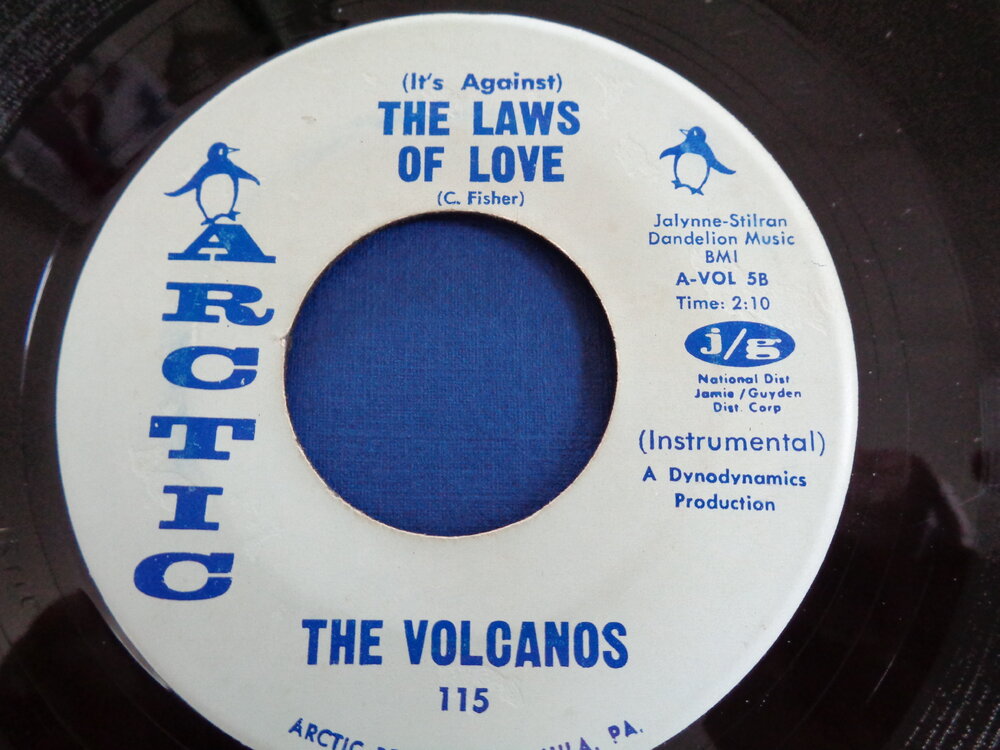 (It's Against)
THE LAWS
OF LOVE
(C. Fisher)
ARCTIC
Jalynne-Stilran
Dandelion Music
BMI
A-VOL 5B
Time: 2:10
j/g
National Dist
Jamie / Guyden
Dist. Corp
(Instrumental)
A Dynodynamics
Production
THE VOLCANOS
115
ARCTIC PA.